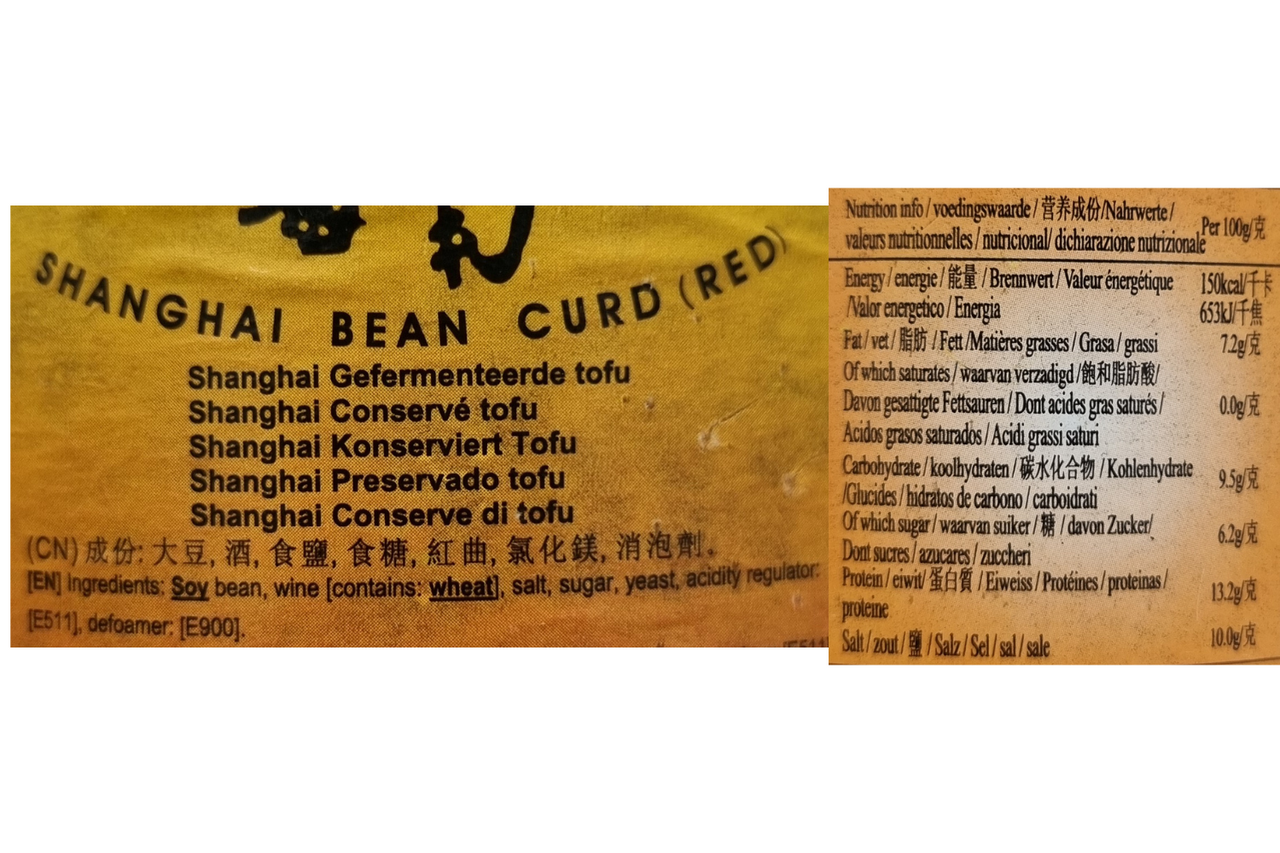 SHANGHAI BEAN CURD (RED)
Shanghai Gefermenteerde tofu
Shanghai Conservé tofu
Shanghai Konserviert Tofu
Shanghai Preservado tofu
Shanghai Conserve di tofu
(CN) 成份: 大豆, 酒, 食鹽, 食糖, 紅曲, 氯化鎂, 消泡劑。
[EN] Ingredients: Soy bean, wine [contains: wheat], salt, sugar, yeast, acidity regulator:
[E511], defoamer: [E900].
Nutrition info / voedingswaarde / 营养成份/Nahrwerte /
valeurs nutritionnelles / nutricional/ dichiarazione nutrizionale Per 100g/克
Energy / energie / 能量 / Brennwert / Valeur énergétique 150kcal/千卡
/Valor energetico / Energia 653kJ/千焦
Fat / vet / 脂肪 / Fett /Matières grasses / Grasa / grassi 7.2g/克
Of which saturates / waarvan verzadigd /飽和脂肪酸/
Davon gesattigte Fettsauren / Dont acides gras saturés / 0.0g/克
Acidos grasos saturados / Acidi grassi saturi
Carbohydrate / koolhydraten / 碳水化合物 / Kohlenhydrate 9.5g/克
/Glucides / hidratos de carbono / carboidrati
Of which sugar / waarvan suiker / 糖 / davon Zucker/ 6.2g/克
Dont sucres / azucares / zuccheri
Protein / eiwit/ 蛋白質 / Eiweiss / Protéines / proteinas / 13.2g/克
proteine
Salt / zout / 鹽 / Salz / Sel / sal / sale 10.0g/克